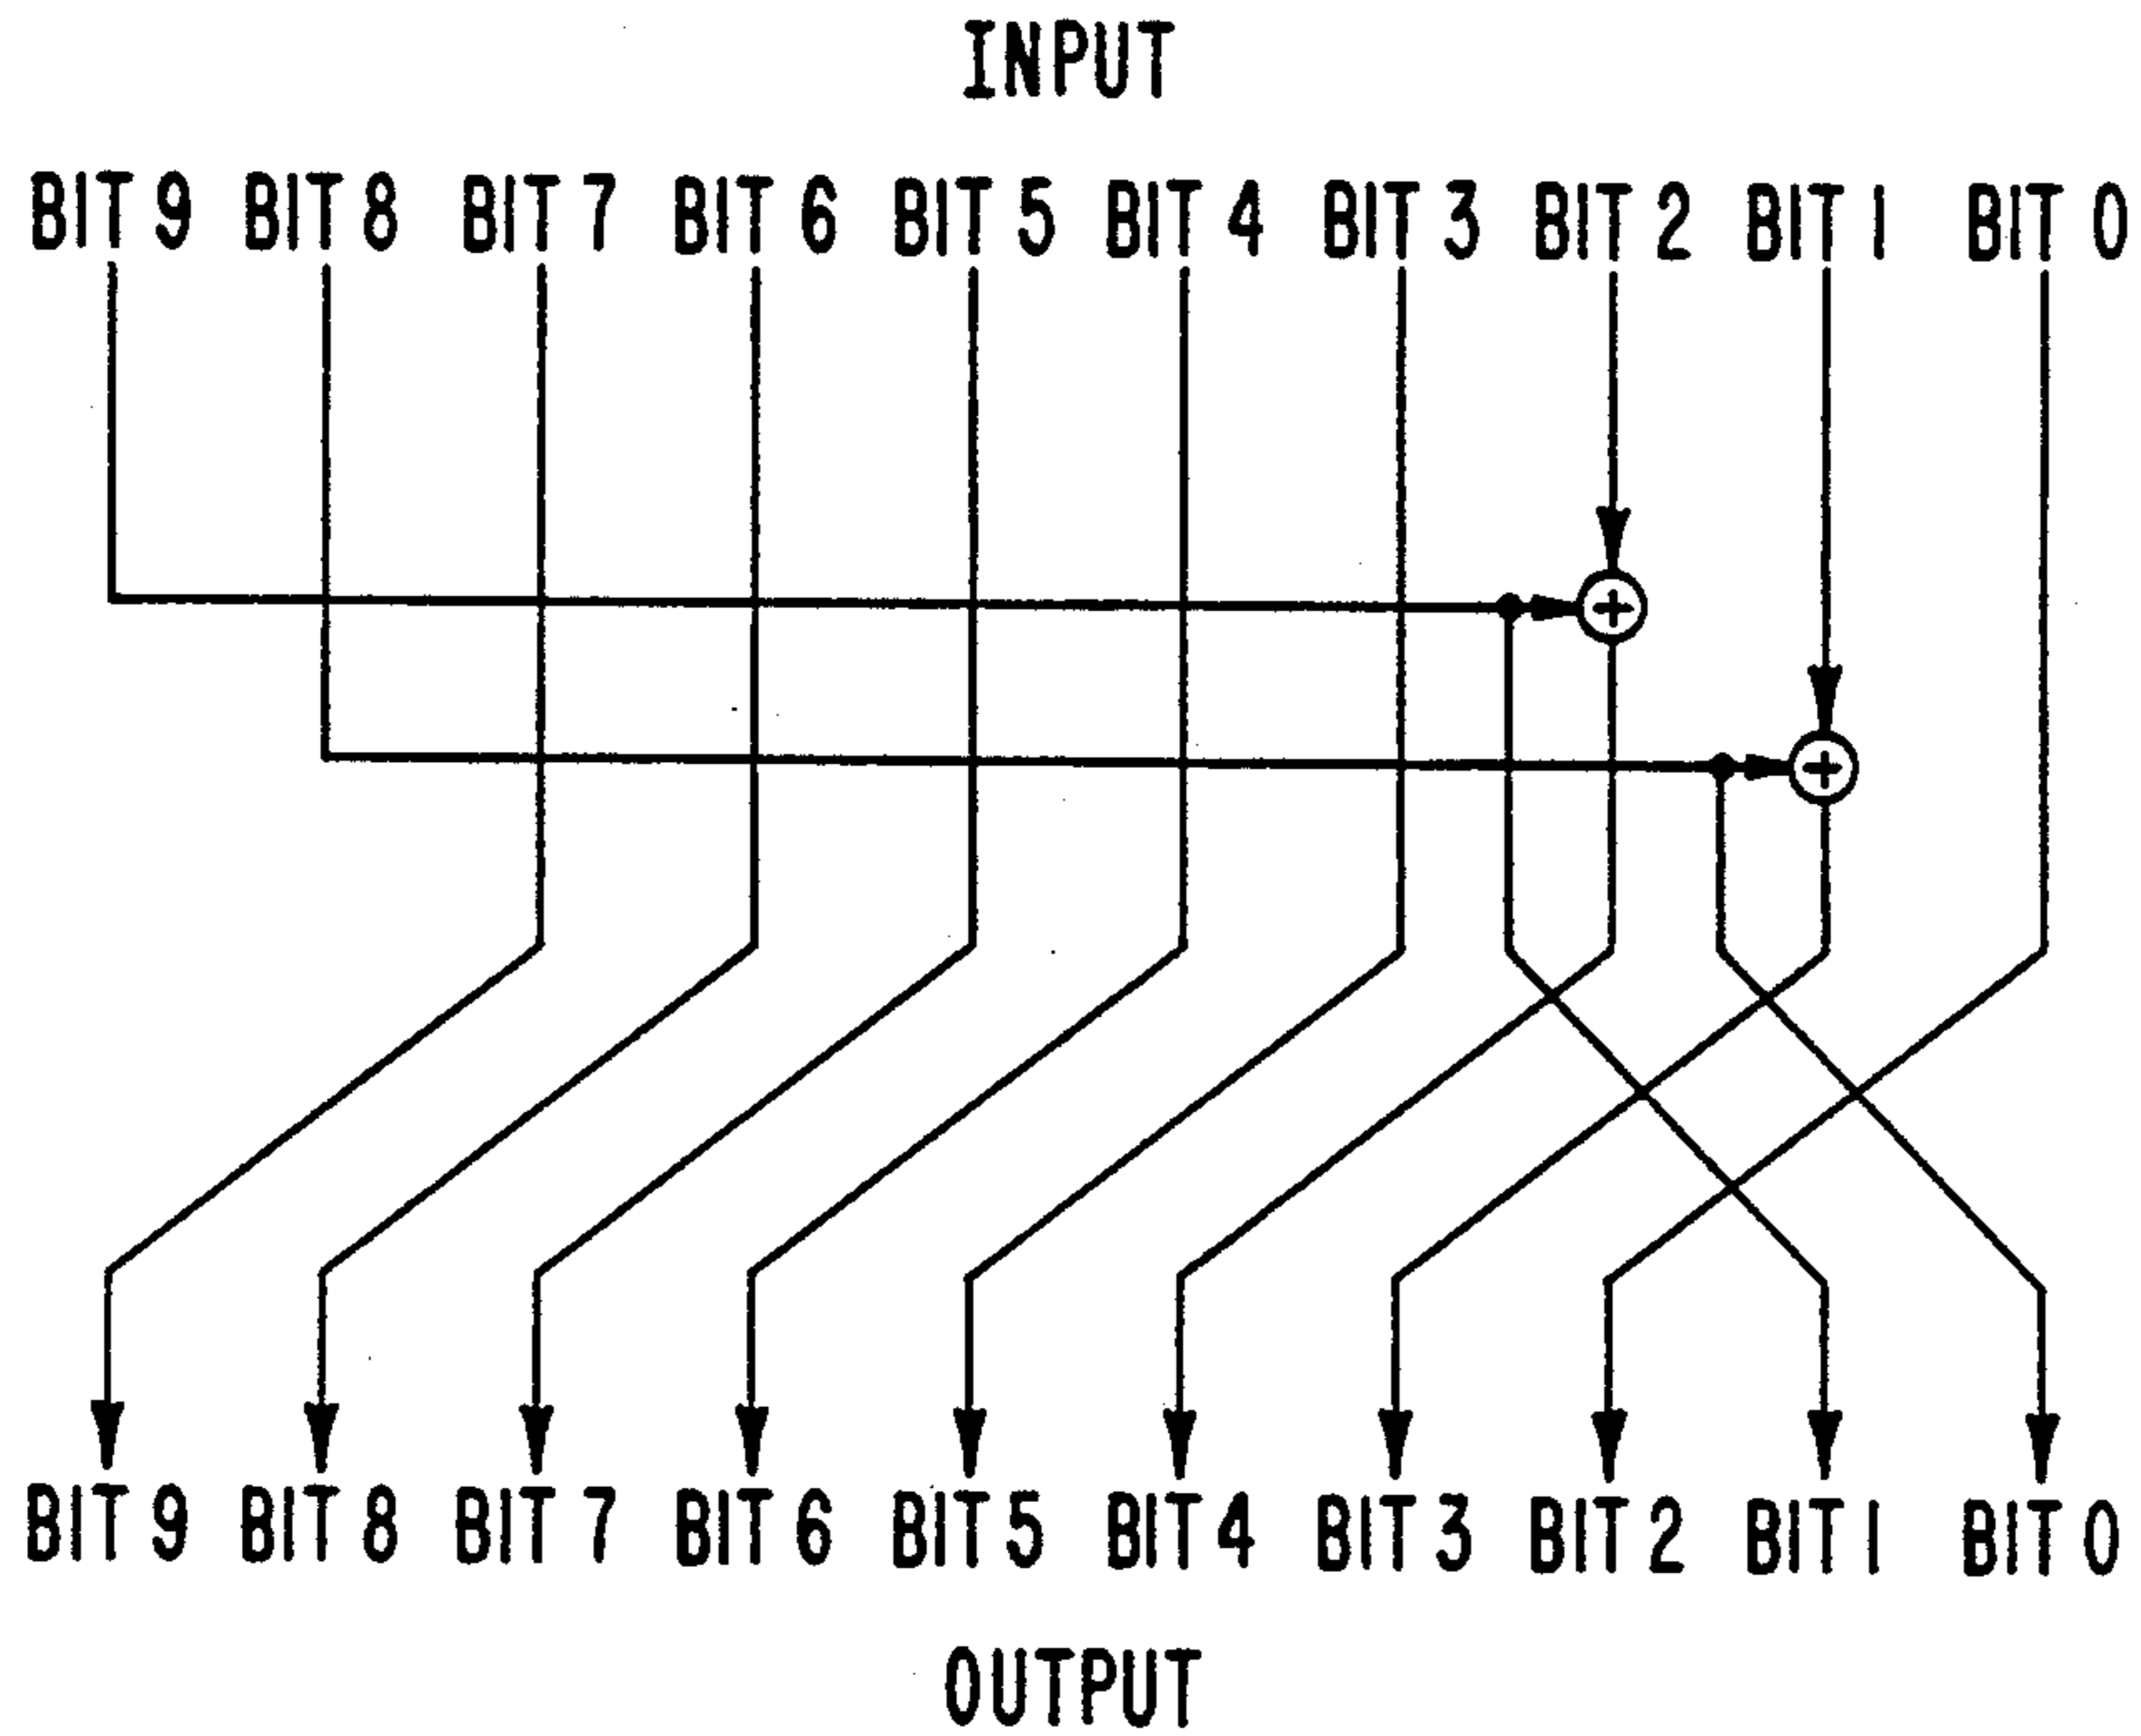 INPUT
BIT 9 BIT 8 BIT 7 BIT 6 BIT 5 BIT 4 BIT 3 BIT 2 BIT 1 BIT 0
+
+
BIT 9 BIT 8 BIT 7 BIT 6 BIT 5 BIT 4 BIT 3 BIT 2 BIT 1 BIT 0
OUTPUT